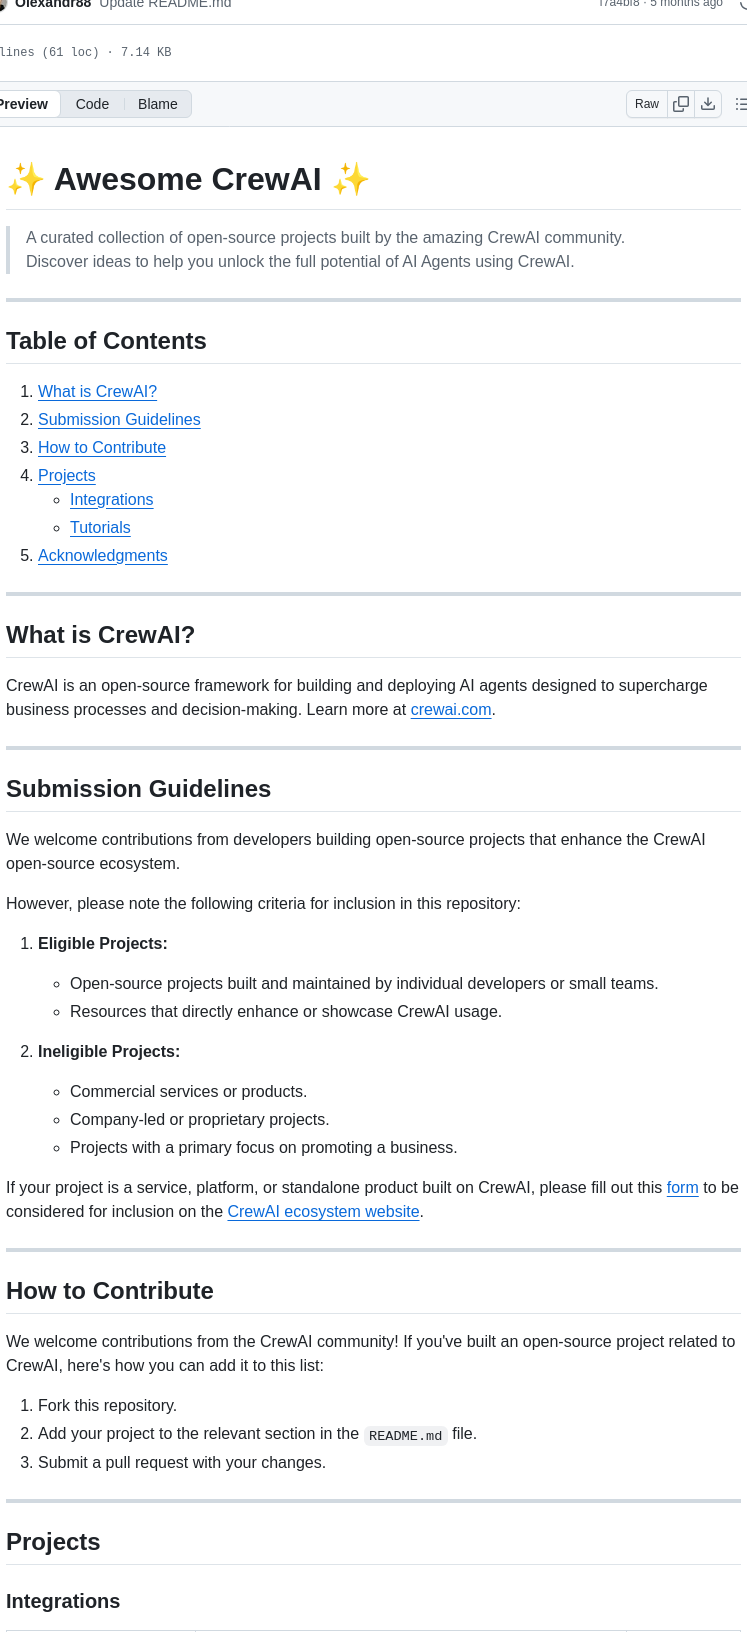 Olexandr88 Update README.md
5 months ago
lines (61 loc) · 7.14 KB
Preview Code Blame Raw
✨ Awesome CrewAI ✨
A curated collection of open-source projects built by the amazing CrewAI community.
Discover ideas to help you unlock the full potential of AI Agents using CrewAI.
Table of Contents
1. What is CrewAI?
2. Submission Guidelines
3. How to Contribute
4. Projects
Integrations
Tutorials
5. Acknowledgments
What is CrewAI?
CrewAI is an open-source framework for building and deploying AI agents designed to supercharge
business processes and decision-making. Learn more at crewai.com.
Submission Guidelines
We welcome contributions from developers building open-source projects that enhance the CrewAI
open-source ecosystem.
However, please note the following criteria for inclusion in this repository:
1. Eligible Projects:
Open-source projects built and maintained by individual developers or small teams.
Resources that directly enhance or showcase CrewAI usage.
2. Ineligible Projects:
Commercial services or products.
Company-led or proprietary projects.
Projects with a primary focus on promoting a business.
If your project is a service, platform, or standalone product built on CrewAI, please fill out this form to be
considered for inclusion on the CrewAI ecosystem website.
How to Contribute
We welcome contributions from the CrewAI community! If you've built an open-source project related to
CrewAI, here's how you can add it to this list:
1. Fork this repository.
2. Add your project to the relevant section in the README.md file.
3. Submit a pull request with your changes.
Projects
Integrations